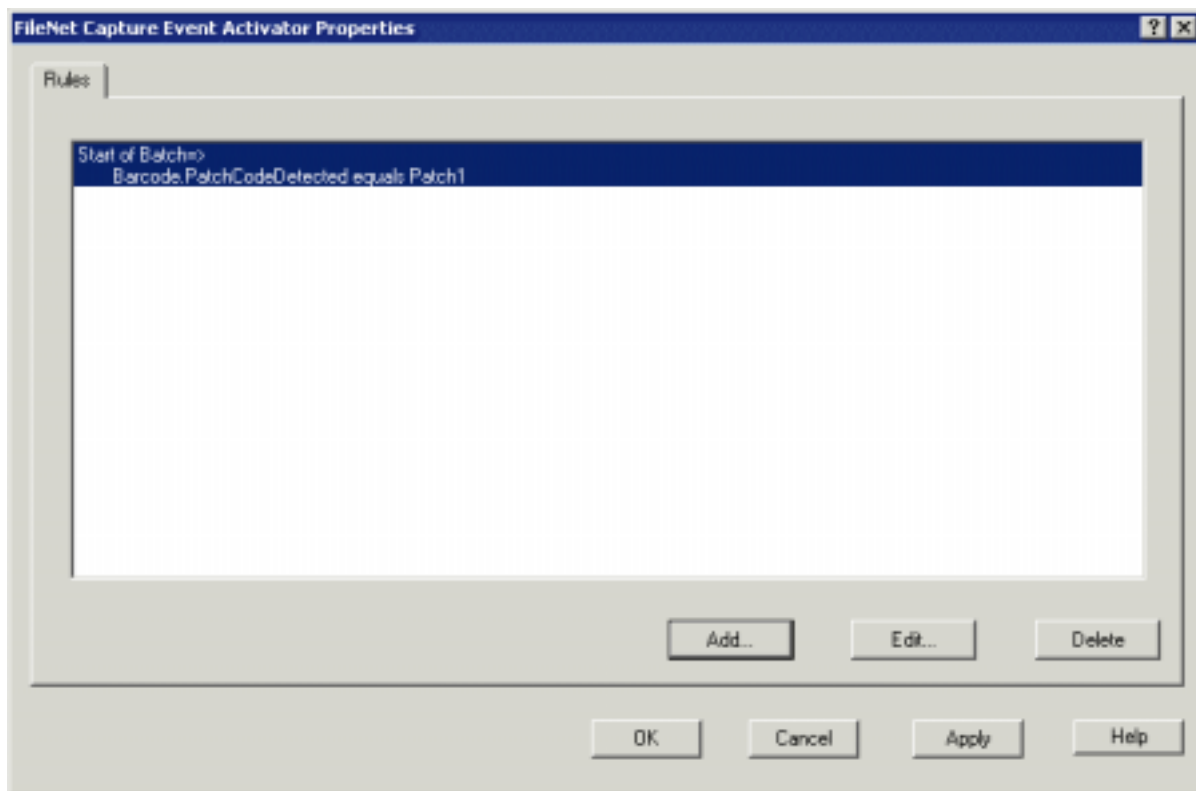 FileNet Capture Event Activator Properties
Rules
Start of Batch=>
Barcode.PatchCodeDetected equals Patch1
Add... Edit... Delete
OK Cancel Apply Help